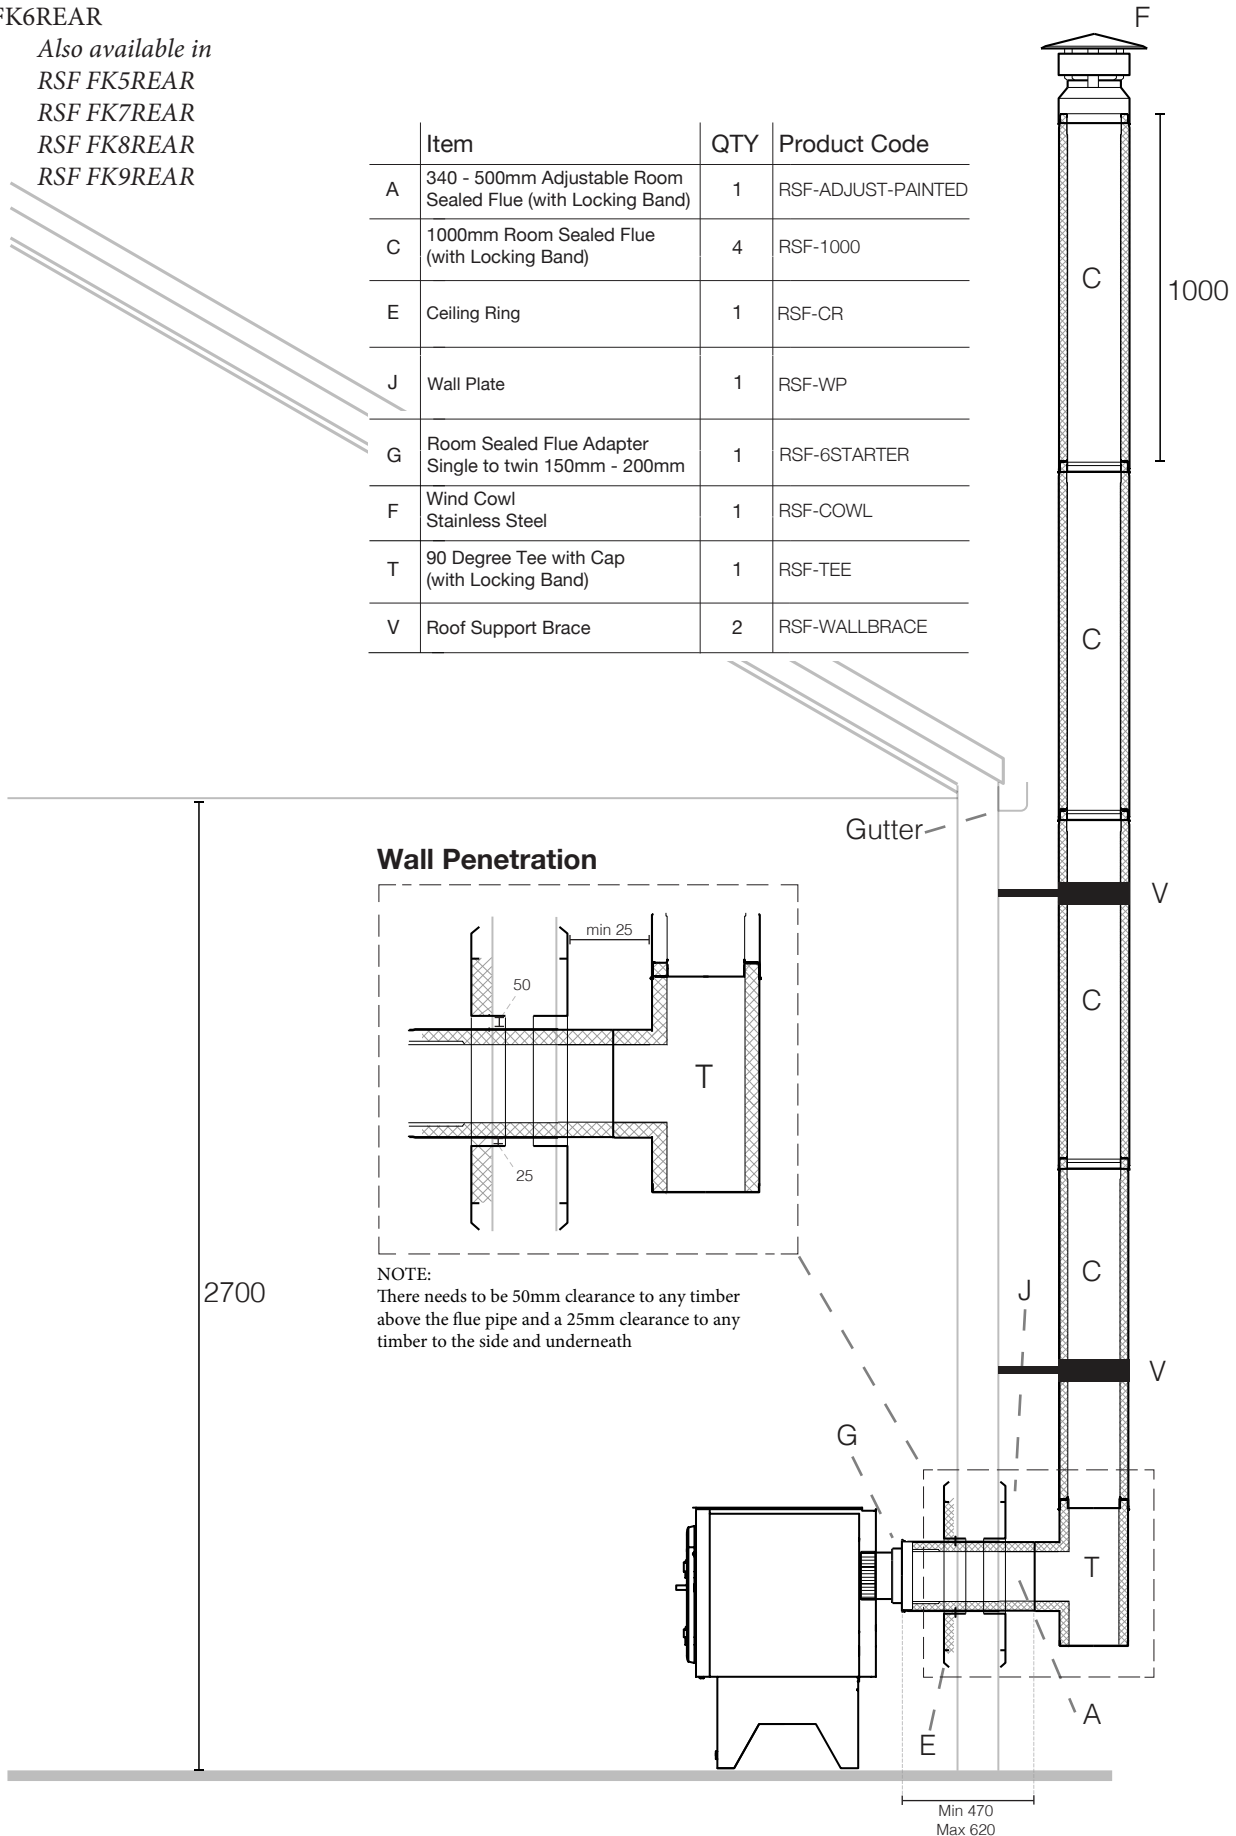 FK6REAR
Also available in
RSF FK5REAR
RSF FK7REAR
RSF FK8REAR
RSF FK9REAR
F
Item QTY Product Code
A 340 - 500mm Adjustable Room
Sealed Flue (with Locking Band) 1 RSF-ADJUST-PAINTED
C 1000mm Room Sealed Flue
(with Locking Band) 4 RSF-1000
E Ceiling Ring 1 RSF-CR
J Wall Plate 1 RSF-WP
G Room Sealed Flue Adapter
Single to twin 150mm - 200mm 1 RSF-6STARTER
F Wind Cowl
Stainless Steel 1 RSF-COWL
T 90 Degree Tee with Cap
(with Locking Band) 1 RSF-TEE
V Roof Support Brace 2 RSF-WALLBRACE
C
1000
C
Gutter
V
Wall Penetration
min 25
50
T
25
C
NOTE:
There needs to be 50mm clearance to any timber
above the flue pipe and a 25mm clearance to any
timber to the side and underneath
2700
C
J
V
G
T
A
E
Min 470
Max 620